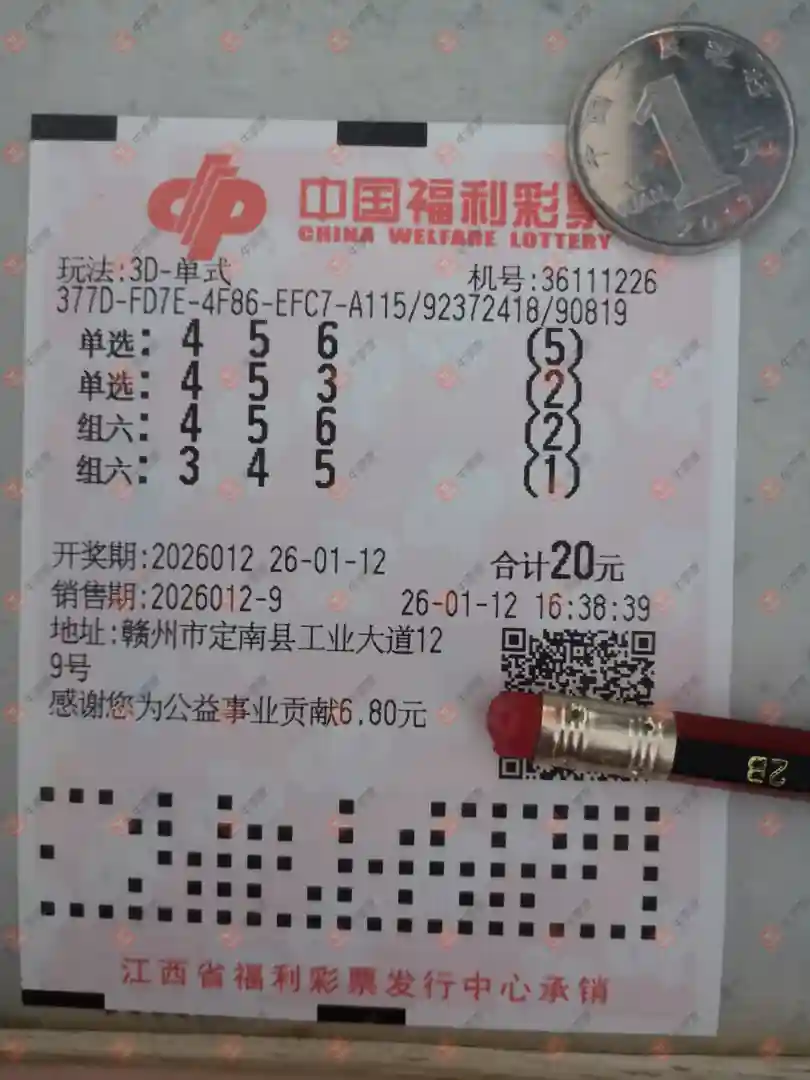 1
元
中国福利彩票
CHINA WELFARE LOTTERY
玩法:3D-单式 机号:36111226
377D-FD7E-4F86-EFC7-A115/92372418/90819
单选: 4 5 6 (5)
单选: 4 5 3 (2)
组六: 4 5 6 (2)
组六: 3 4 5 (1)
开奖期:2026012 26-01-12 合计20元
销售期:2026012-9 26-01-12 16:38:39
地址:赣州市定南县工业大道12
9号
感谢您为公益事业贡献6.80元
2B
江西省福利彩票发行中心承销